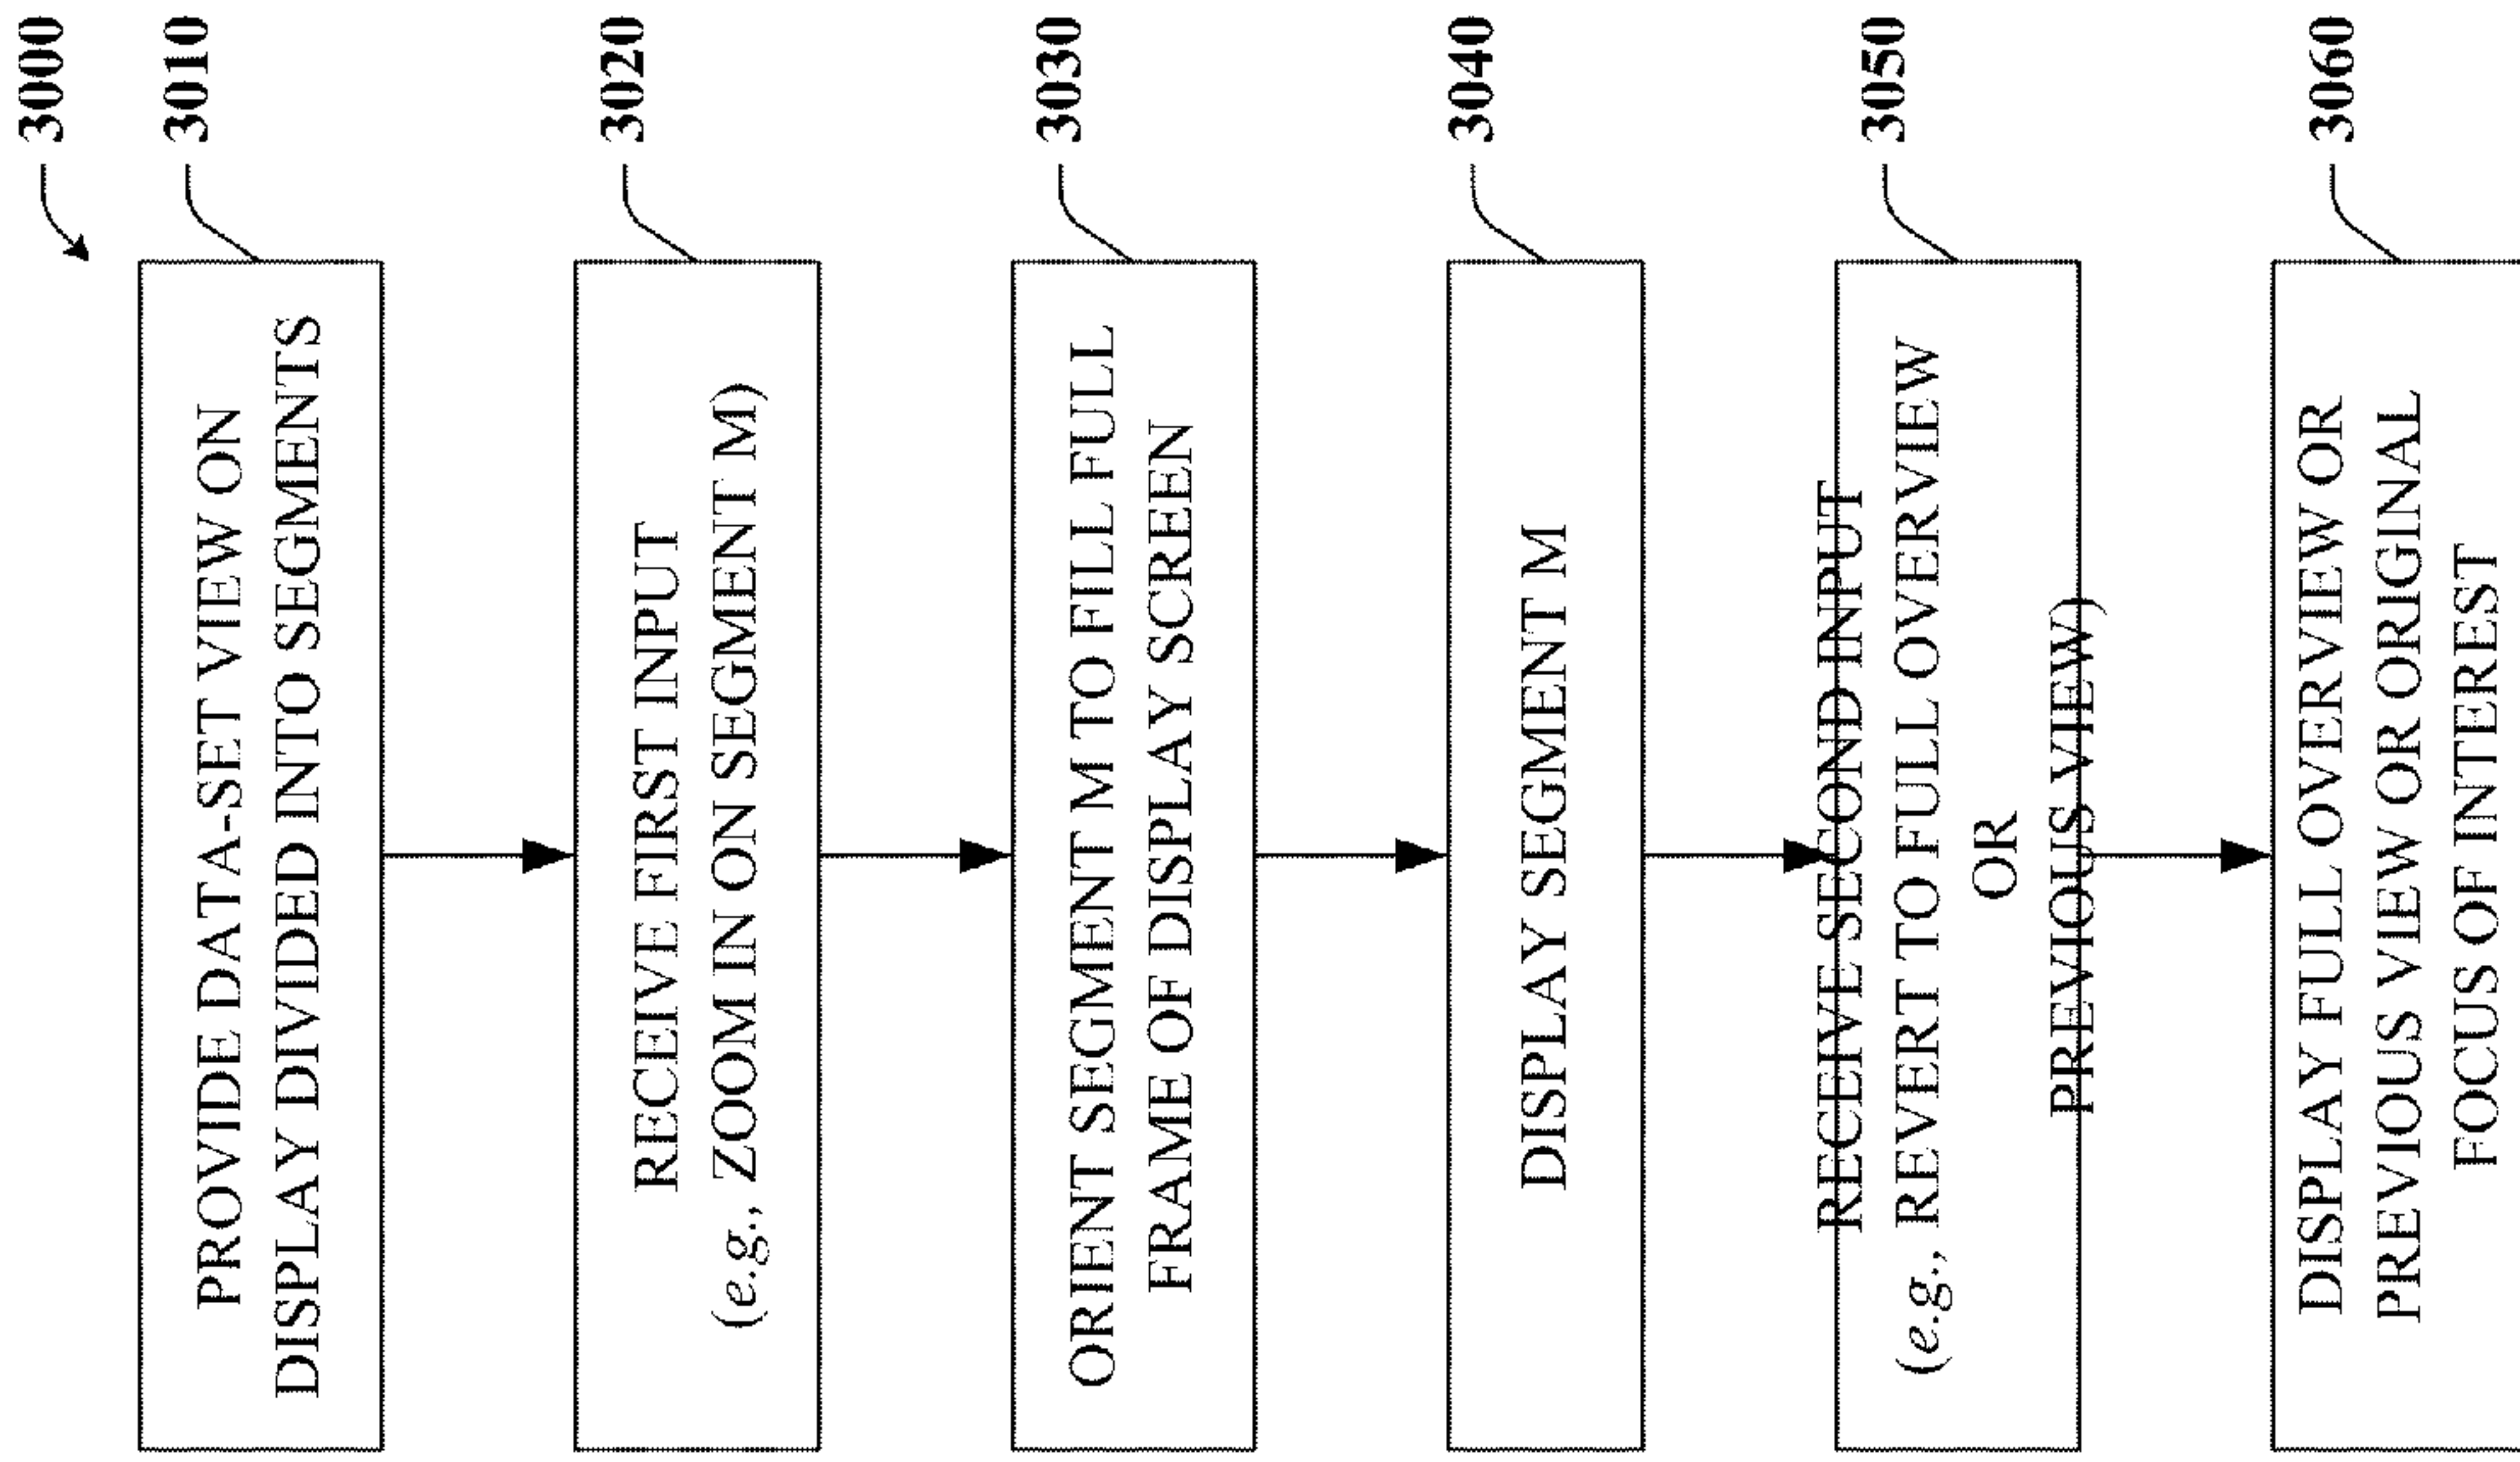 3000
3010
PROVIDE DATA-SET VIEW ON
DISPLAY DIVIDED INTO SEGMENTS
3020
RECEIVE FIRST INPUT
(e.g., ZOOM IN ON SEGMENT M)
3030
ORIENT SEGMENT M TO FILL FULL
FRAME OF DISPLAY SCREEN
3040
DISPLAY SEGMENT M
3050
RECEIVE SECOND INPUT
(e.g., REVERT TO FULL OVERVIEW
OR
PREVIOUS VIEW)
3060
DISPLAY FULL OVERVIEW OR
PREVIOUS VIEW OR ORIGINAL
FOCUS OF INTEREST